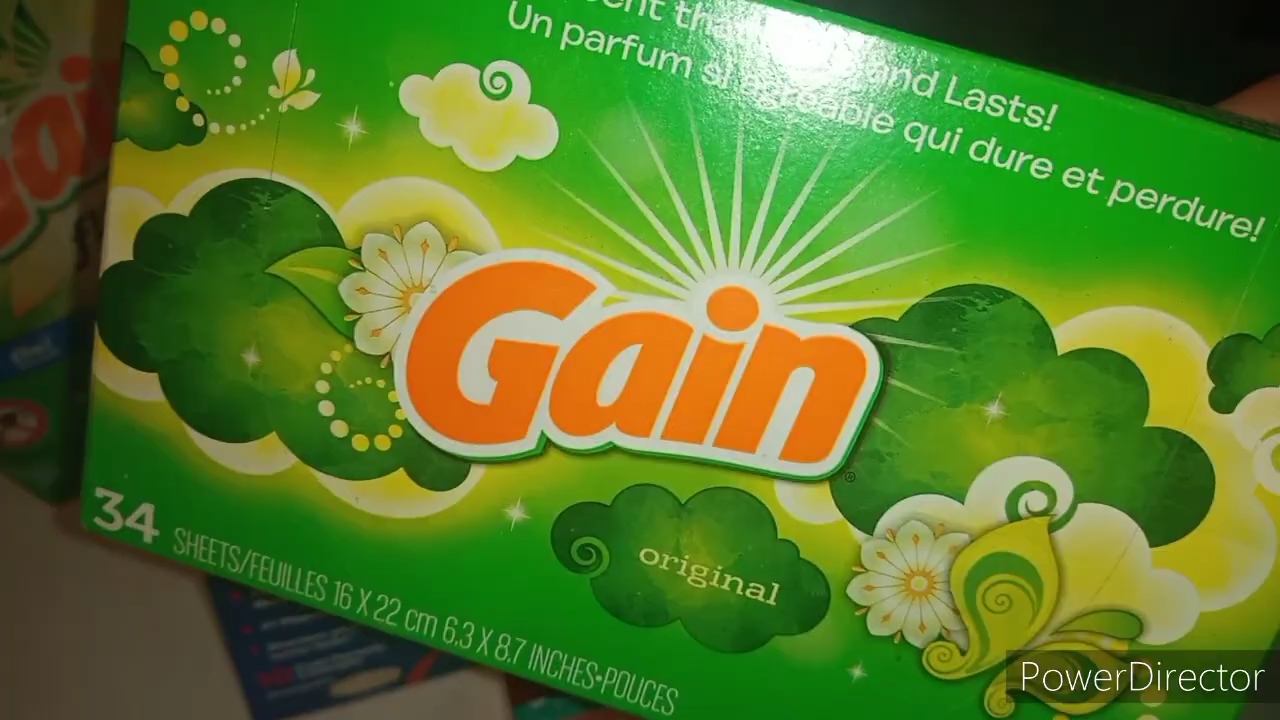 and Lasts!
Un parfum si agréable qui dure et perdure!
Gain
original
34 SHEETS/FEUILLES 16 X 22 cm 6.3 X 8.7 INCHES•POUCES
PowerDirector